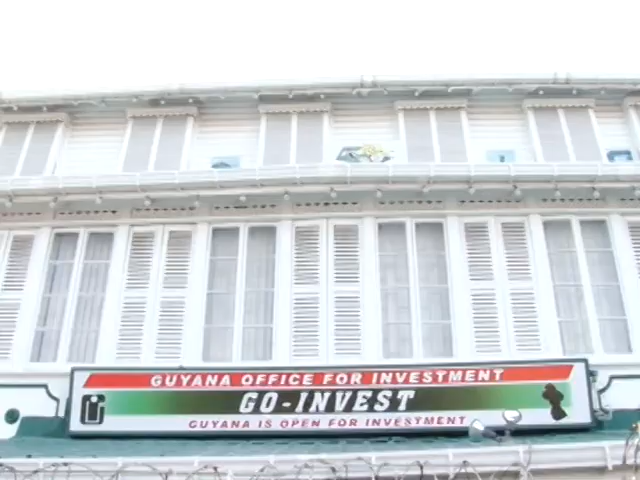 GUYANA OFFICE FOR INVESTMENT
GO-INVEST
GUYANA IS OPEN FOR INVESTMENT